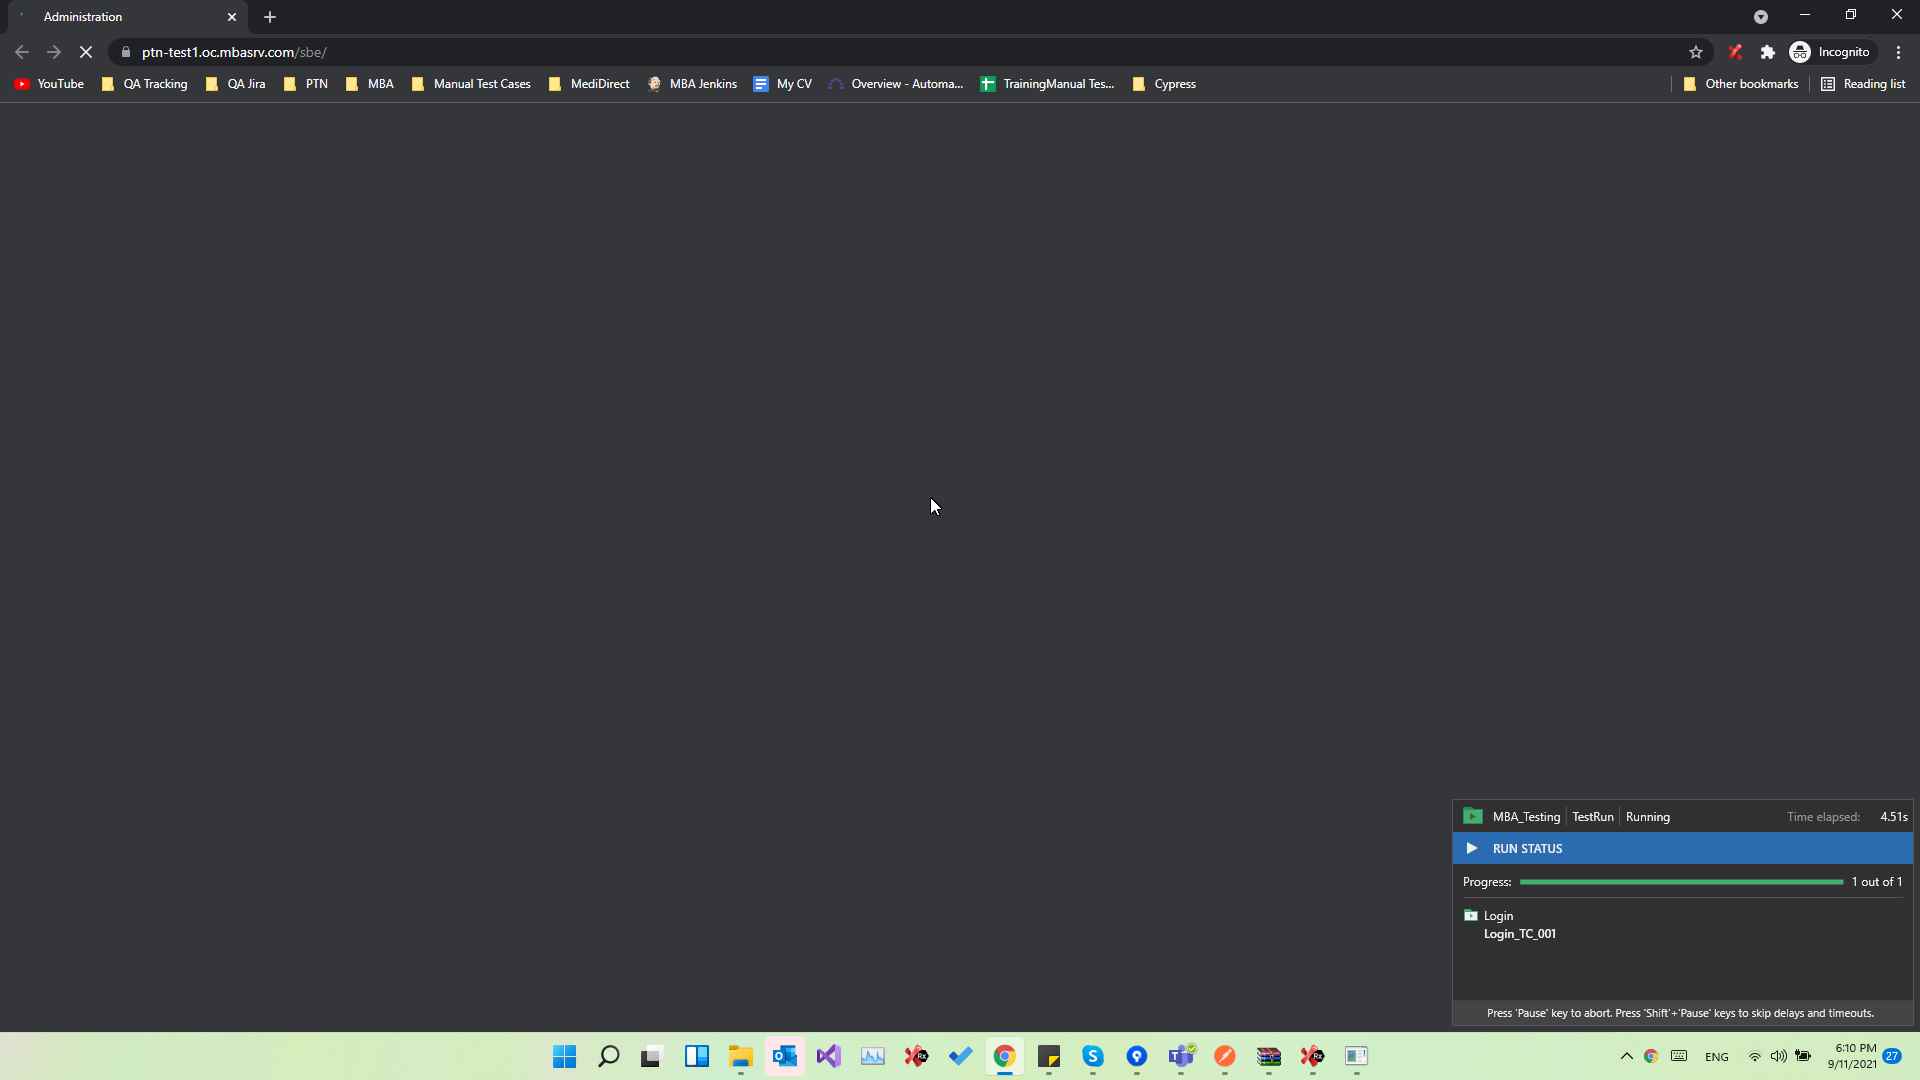 Administration
ptn-test1.oc.mbasrv.com/sbe/
Incognito
YouTube QA Tracking QA Jira PTN MBA Manual Test Cases MediDirect MBA Jenkins My CV Overview - Automa... TrainingManual Tes... Cypress Other bookmarks Reading list
MBA_Testing TestRun Running Time elapsed: 4.51s
RUN STATUS
Progress: 1 out of 1
Login
Login_TC_001
Press 'Pause' key to abort. Press 'Shift'+'Pause' keys to skip delays and timeouts.
ENG
6:10 PM
9/11/2021
27